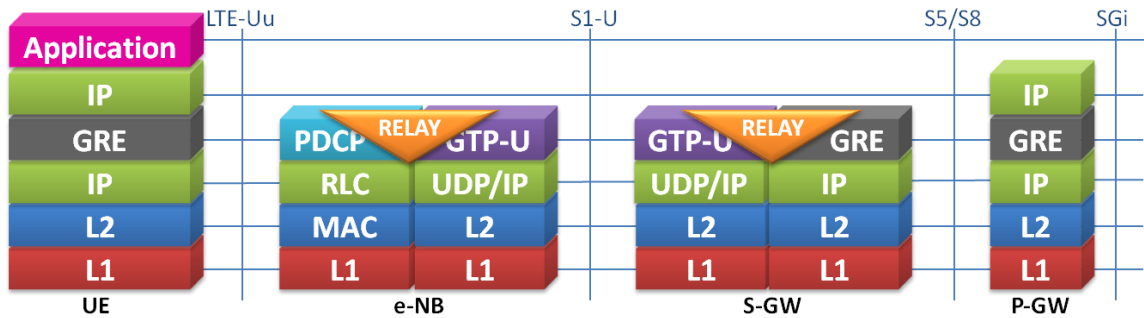 LTE-Uu S1-U S5/S8 SGi
Application
IP IP
RELAY RELAY
GRE PDCP GTP-U GTP-U GRE GRE
IP RLC UDP/IP UDP/IP IP IP
L2 MAC L2 L2 L2 L2
L1 L1 L1 L1 L1 L1
UE e-NB S-GW P-GW